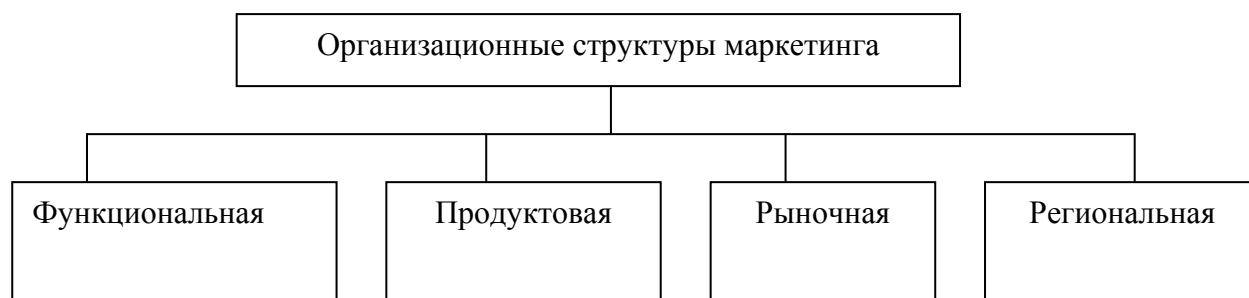 Организационные структуры маркетинга
Функциональная
Продуктовая
Рыночная
Региональная